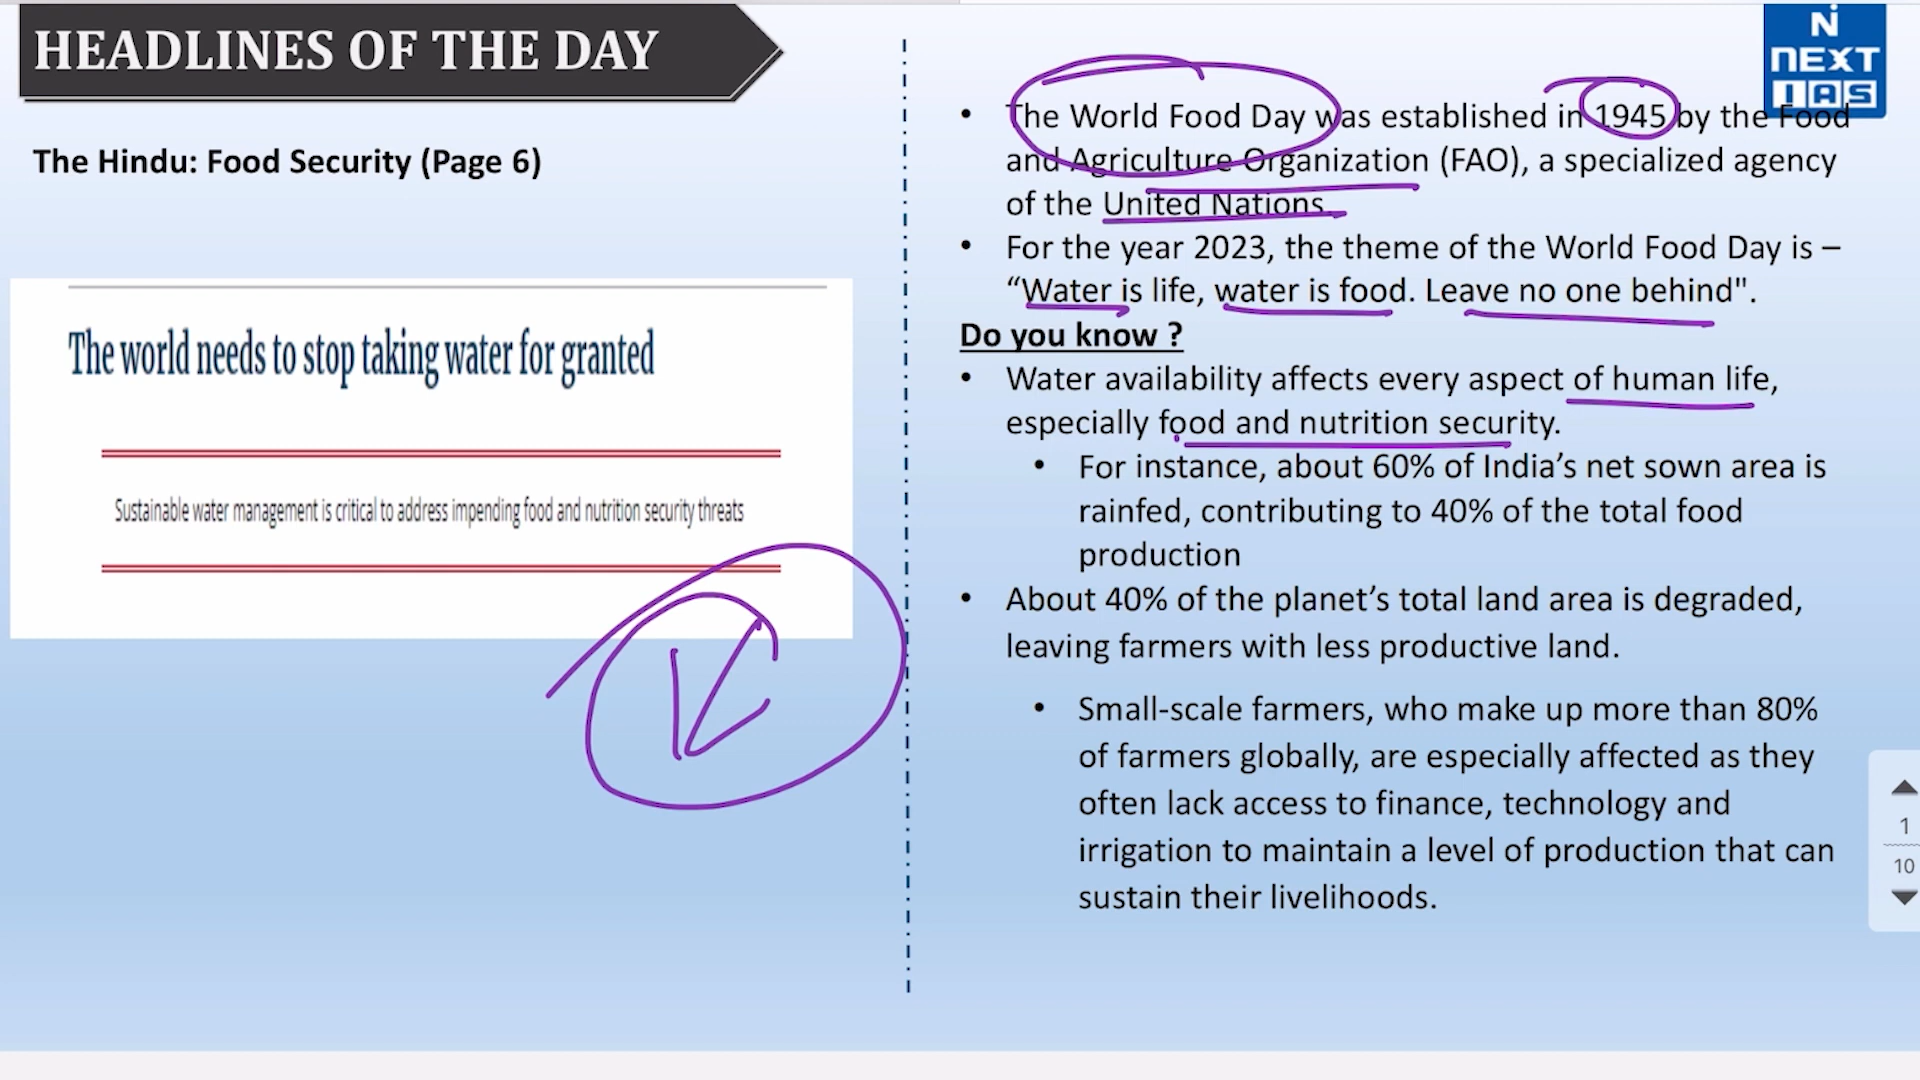 HEADLINES OF THE DAY
The Hindu: Food Security (Page 6)
The world needs to stop taking water for granted
Sustainable water management is critical to address impending food and nutrition security threats
N
NEXT
IAS
• The World Food Day was established in 1945 by the Food
and Agriculture Organization (FAO), a specialized agency
of the United Nations.
• For the year 2023, the theme of the World Food Day is –
“Water is life, water is food. Leave no one behind".
Do you know ?
• Water availability affects every aspect of human life,
especially food and nutrition security.
• For instance, about 60% of India’s net sown area is
rainfed, contributing to 40% of the total food
production
• About 40% of the planet’s total land area is degraded,
leaving farmers with less productive land.
• Small-scale farmers, who make up more than 80%
of farmers globally, are especially affected as they
often lack access to finance, technology and
irrigation to maintain a level of production that can
sustain their livelihoods.
1
10